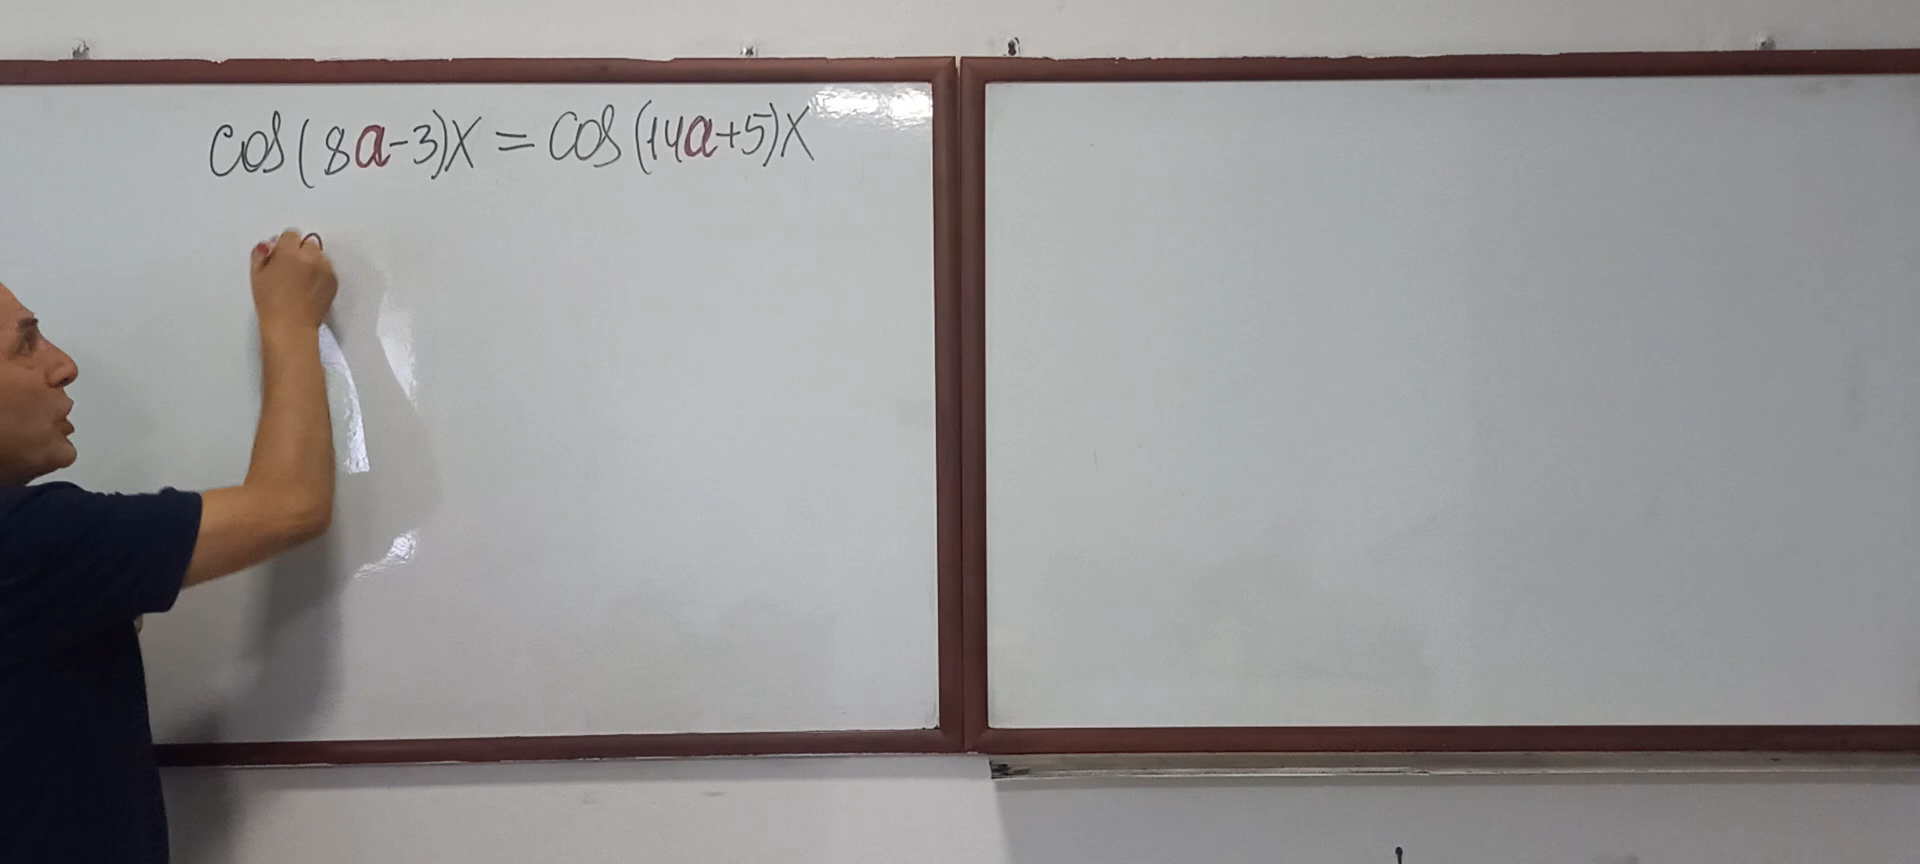 cos(8a-3)x = cos(14a+5)x